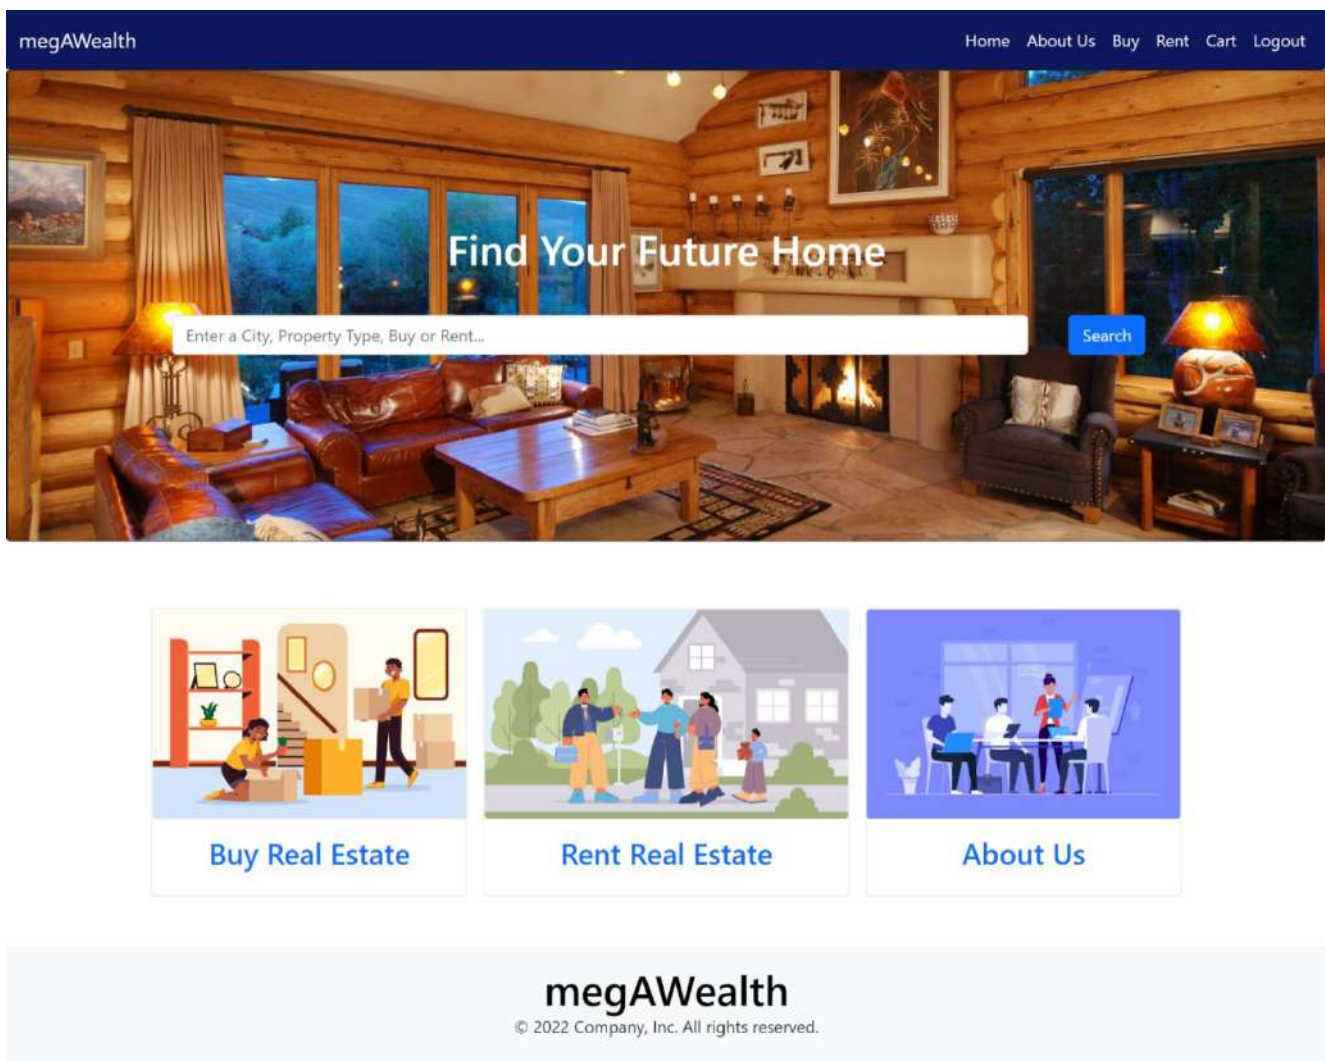 megAWealth
Home About Us Buy Rent Cart Logout
Find Your Future Home
Enter a City, Property Type, Buy or Rent...
Search
Buy Real Estate
Rent Real Estate
About Us
megAWealth
© 2022 Company, Inc. All rights reserved.